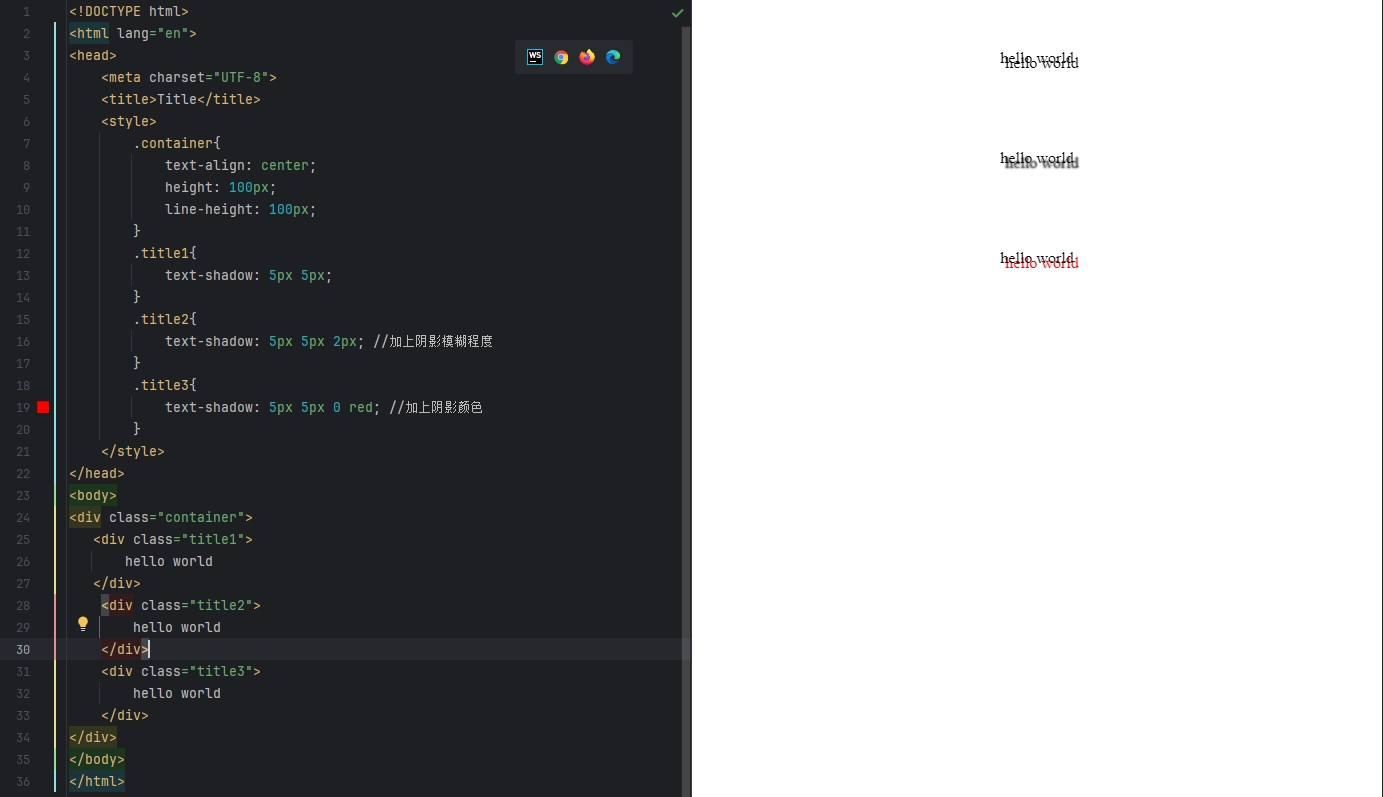 1 <!DOCTYPE html>
2 <html lang="en">
3 <head>
4 <meta charset="UTF-8">
5 <title>Title</title>
6 <style>
7 .container{
8 text-align: center;
9 height: 100px;
10 line-height: 100px;
11 }
12 .title1{
13 text-shadow: 5px 5px;
14 }
15 .title2{
16 text-shadow: 5px 5px 2px; //加上阴影模糊程度
17 }
18 .title3{
19 text-shadow: 5px 5px 0 red; //加上阴影颜色
20 }
21 </style>
22 </head>
23 <body>
24 <div class="container">
25 <div class="title1">
26 hello world
27 </div>
28 <div class="title2">
29 hello world
30 </div>
31 <div class="title3">
32 hello world
33 </div>
34 </div>
35 </body>
36 </html>
WS
hello world
hello world
hello world
hello world
hello world
hello world